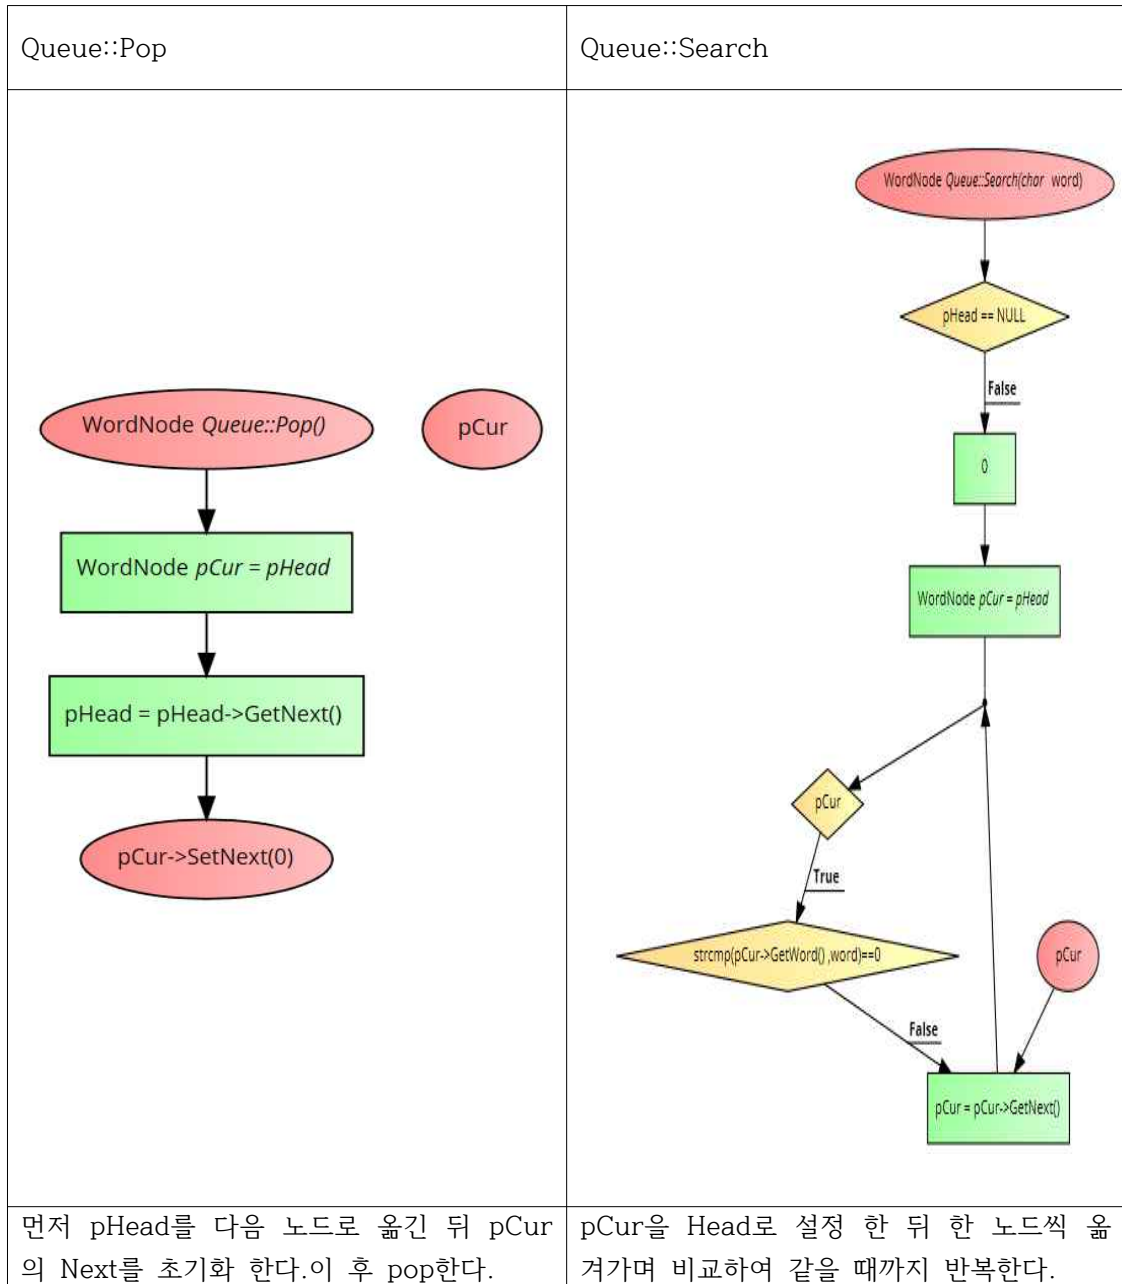 Queue::Pop
Queue::Search
WordNode Queue::Pop()
pCur
WordNode pCur = pHead
pHead = pHead->GetNext()
pCur->SetNext(0)
WordNode Queue::Search(char word)
pHead == NULL
False
0
WordNode pCur = pHead
pCur
True
strcmp(pCur->GetWord() ,word)==0
pCur
False
pCur = pCur->GetNext()
먼저 pHead를 다음 노드로 옮긴 뒤 pCur
의 Next를 초기화 한다.이 후 pop한다.
pCur을 Head로 설정 한 뒤 한 노드씩 옮
겨가며 비교하여 같을 때까지 반복한다.